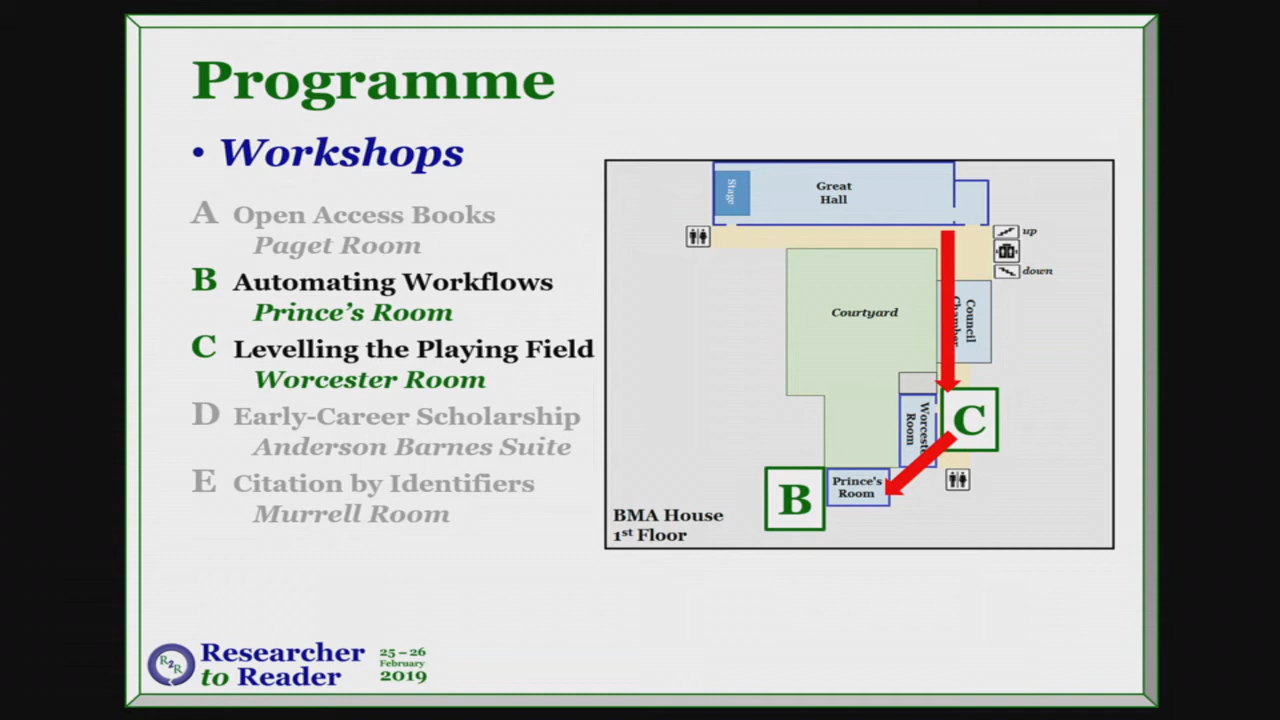 Programme
• Workshops
A Open Access Books
Paget Room
B Automating Workflows
Prince's Room
C Levelling the Playing Field
Worcester Room
D Early-Career Scholarship
Anderson Barnes Suite
E Citation by Identifiers
Murrell Room
Stage
Great
Hall
up
down
Courtyard
Council
Chamber
Room
C
Prince's
Room
B
BMA House
1st Floor
R2R
Researcher
to Reader
25 – 26
February
2019